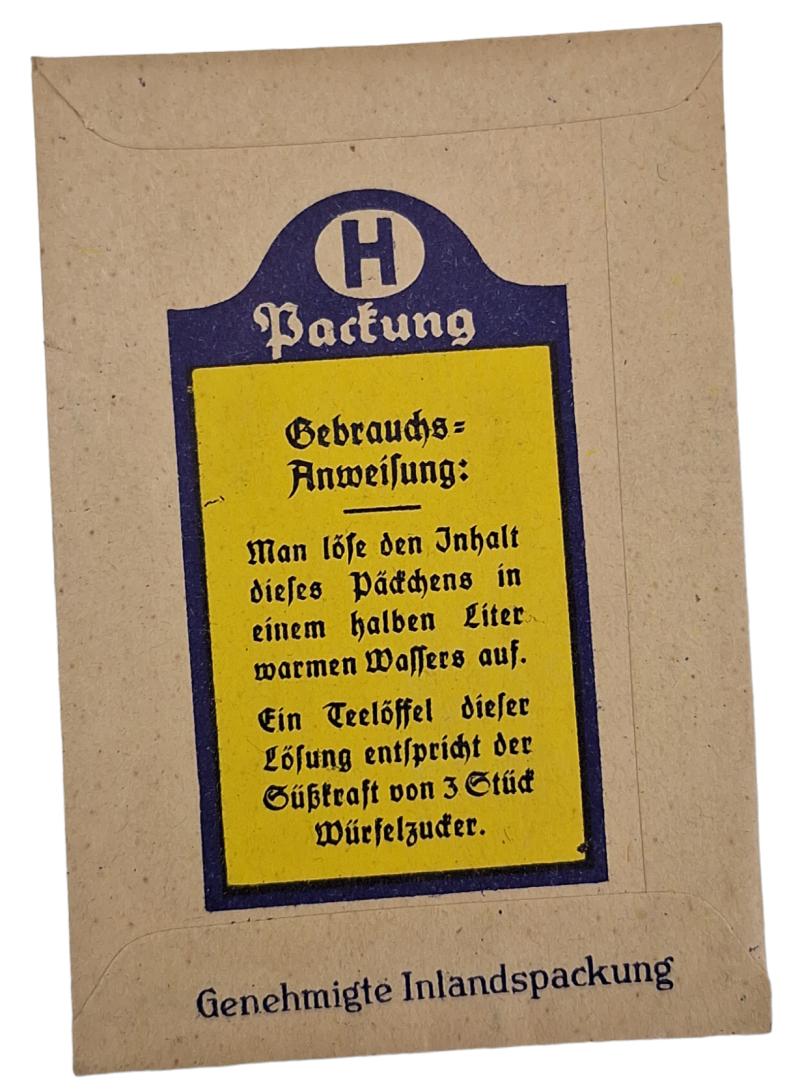 H
Packung
Gebrauchs=
Anweiſung:
Man löſe den Inhalt
dieſes Päckchens in
einem halben Liter
warmen Waſſers auf.
Ein Teelöffel dieſer
Löſung entſpricht der
Süßkraft von 3 Stück
Würfelzucker.
Genehmigte Inlandspackung